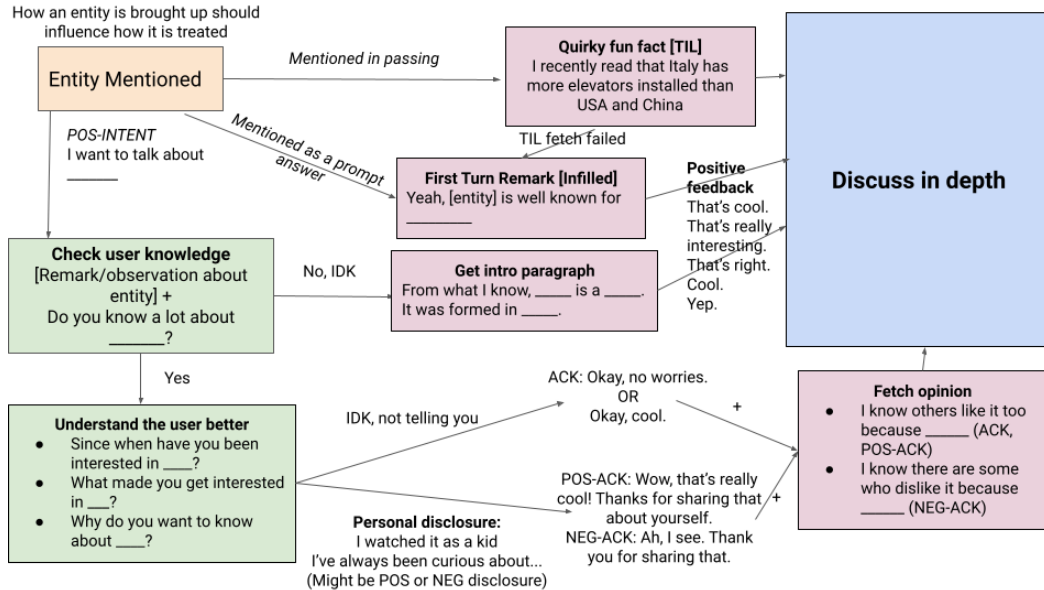 How an entity is brought up should
influence how it is treated
Entity Mentioned
Mentioned in passing
Quirky fun fact [TIL]
I recently read that Italy has
more elevators installed than
USA and China
POS-INTENT
I want to talk about
______
Mentioned as a prompt
answer
TIL fetch failed
First Turn Remark [Infilled]
Yeah, [entity] is well known for
________
Positive
feedback
That's cool.
That's really
interesting.
That's right.
Cool.
Yep.
Discuss in depth
Check user knowledge
[Remark/observation about
entity] +
Do you know a lot about
_______?
No, IDK
Get intro paragraph
From what I know, _____ is a _____.
It was formed in _____.
Yes
Understand the user better
● Since when have you been
interested in ____?
● What made you get interested
in ___?
● Why do you want to know
about ____?
IDK, not telling you
ACK: Okay, no worries.
OR
Okay, cool.
+
Personal disclosure:
I watched it as a kid
I've always been curious about...
(Might be POS or NEG disclosure)
POS-ACK: Wow, that's really
cool! Thanks for sharing that
about yourself.
NEG-ACK: Ah, I see. Thank
you for sharing that.
+
Fetch opinion
● I know others like it too
because ______ (ACK,
POS-ACK)
● I know there are some
who dislike it because
______ (NEG-ACK)